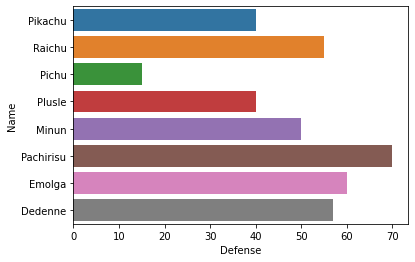 Pikachu
Raichu
Pichu
Plusle
Minun
Pachirisu
Emolga
Dedenne
Name
0 10 20 30 40 50 60 70
Defense